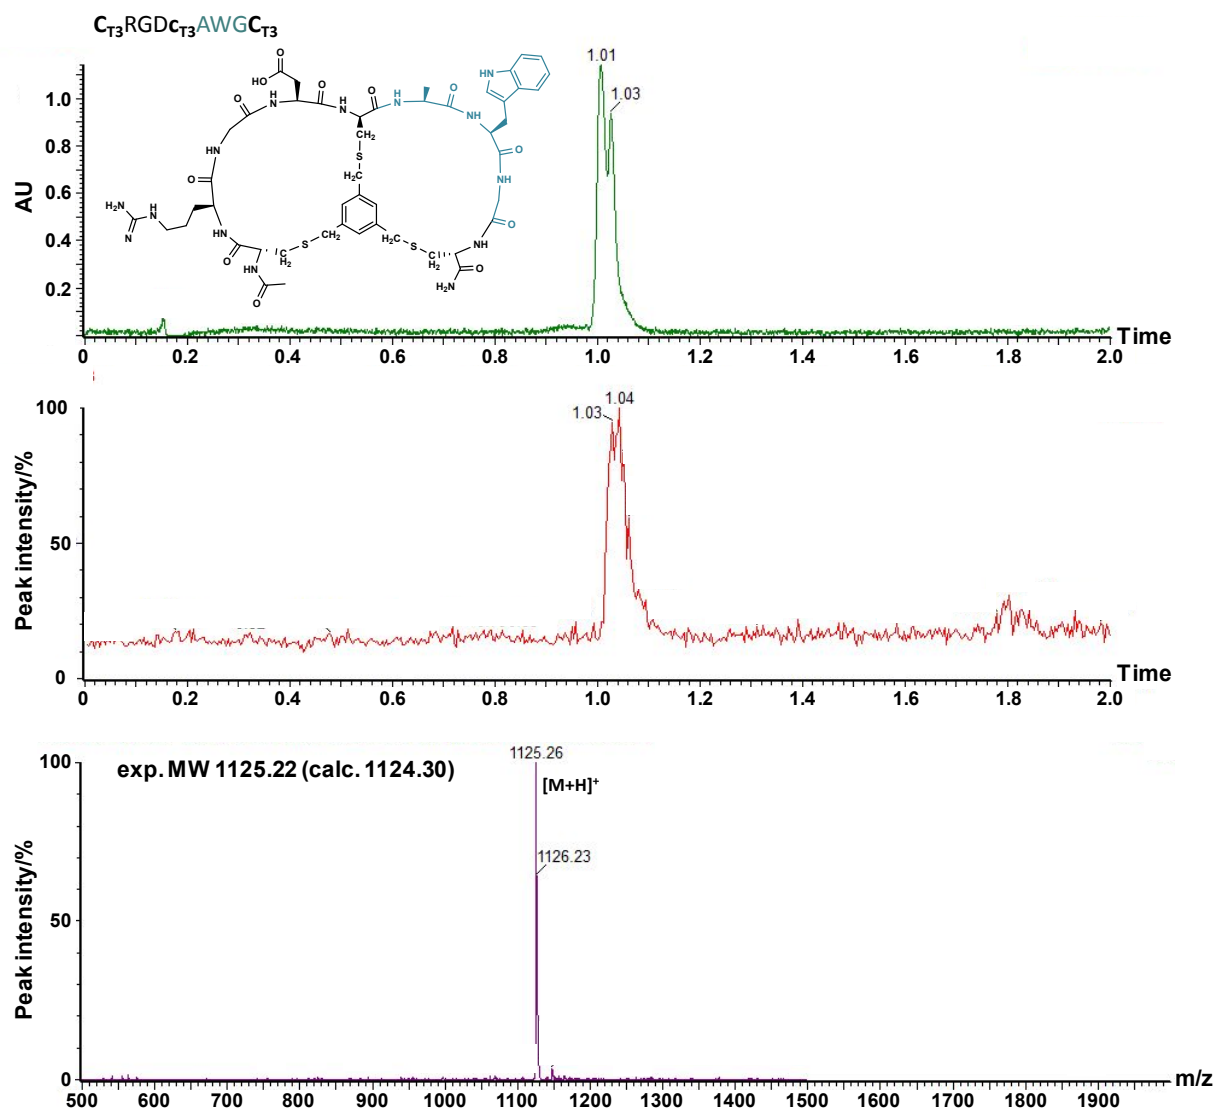 C_T3RGDc_T3AWGC_T3
O
HO
H
N
O
O
H
N
O
H
N
O
NH
HN
O
NH
O
NH
O
NH
O
NH
CH2
S
H2C
CH2
S
C
H2
H2C
S
C
H2
O
H2N
HN
O
HN
O
O
H2N
H
N
N
AU
1.0
0.8
0.6
0.4
0.2
1.01
1.03
0 0.2 0.4 0.6 0.8 1.0 1.2 1.4 1.6 1.8 2.0
Time
Peak intensity/%
100
50
0
1.03
1.04
0 0.2 0.4 0.6 0.8 1.0 1.2 1.4 1.6 1.8 2.0
Time
Peak intensity/%
100
50
0
exp. MW 1125.22 (calc. 1124.30)
1125.26
[M+H]+
1126.23
500 600 700 800 900 1000 1100 1200 1300 1400 1500 1600 1700 1800 1900
m/z